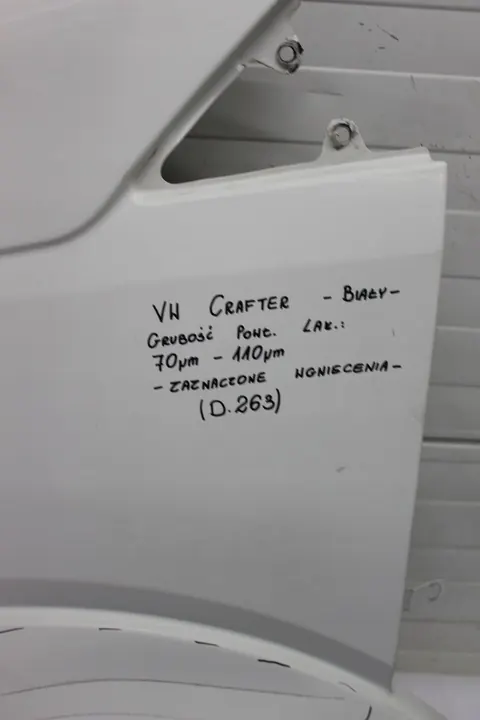 VW CRAFTER - BIAŁY -
GRUBOŚĆ POWŁ. LAK.:
70µm - 110µm
- ZAZNACZONE WGNIECENIA -
(D.263)